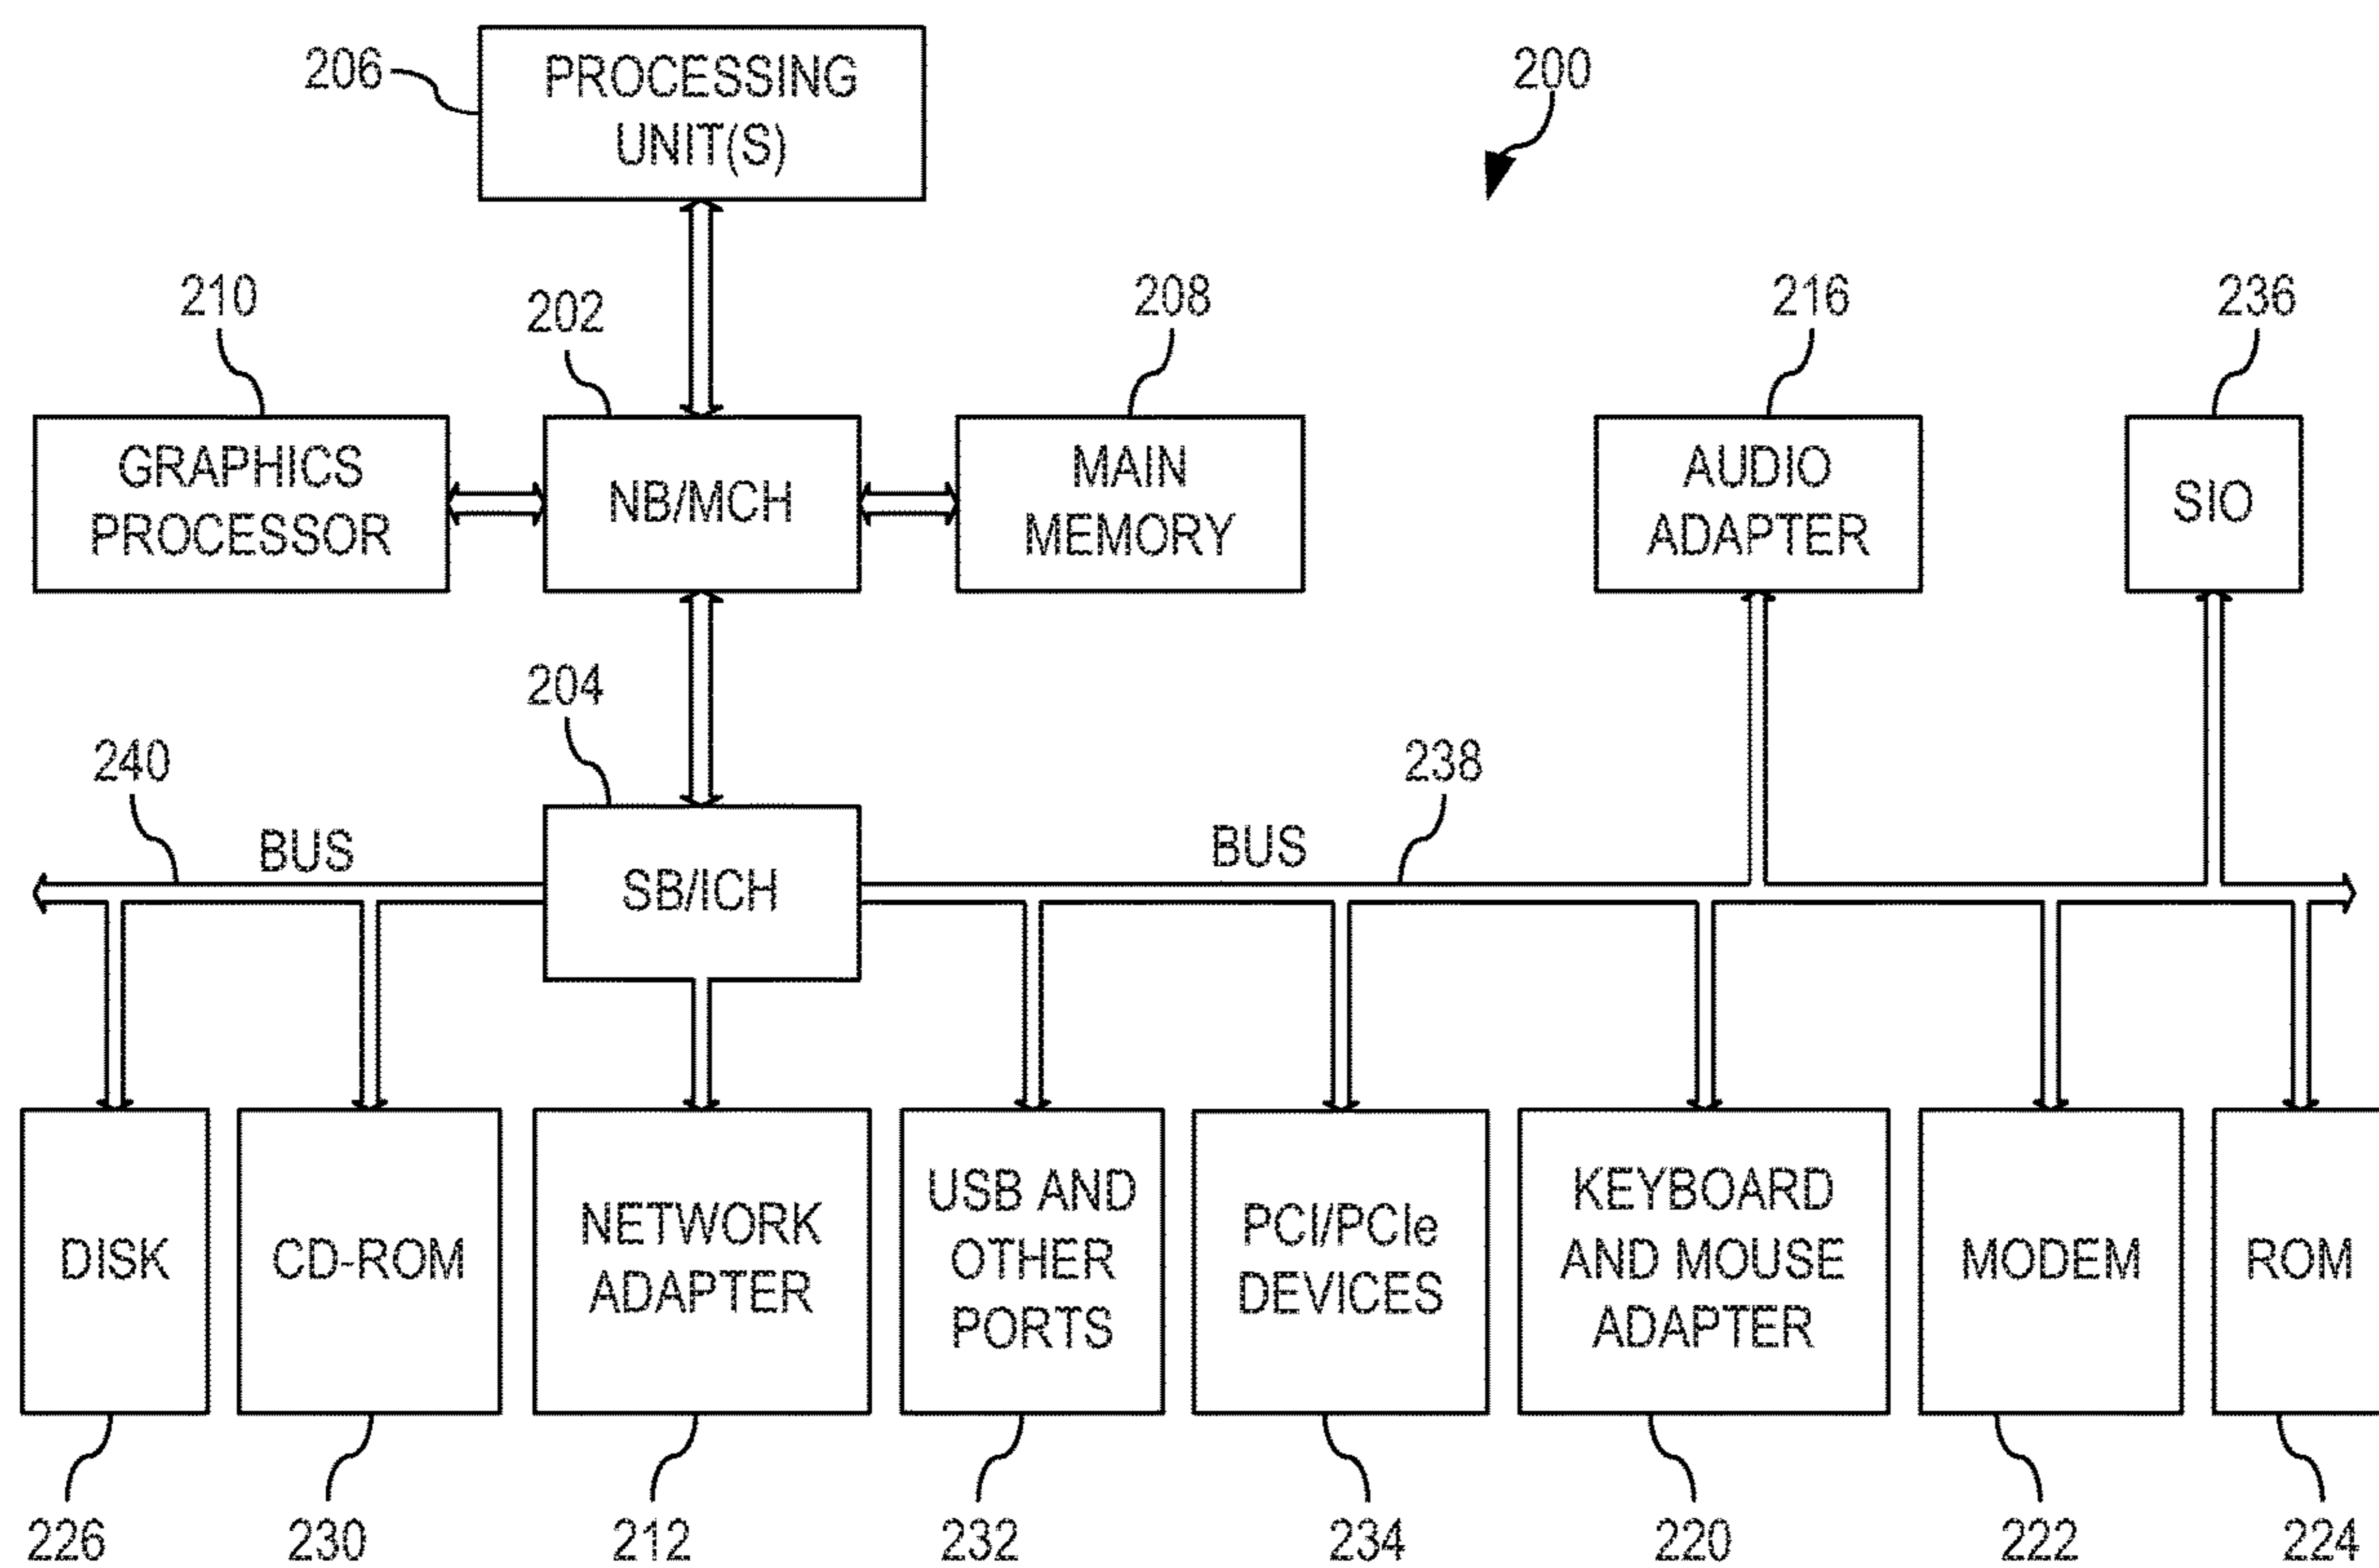 206
PROCESSING
UNIT(S)
200
210
202
208
216
236
GRAPHICS
PROCESSOR
NB/MCH
MAIN
MEMORY
AUDIO
ADAPTER
SIO
204
240
BUS
SB/ICH
BUS
238
DISK
CD-ROM
NETWORK
ADAPTER
USB AND
OTHER
PORTS
PCI/PCIe
DEVICES
KEYBOARD
AND MOUSE
ADAPTER
MODEM
ROM
226
230
212
232
234
220
222
224